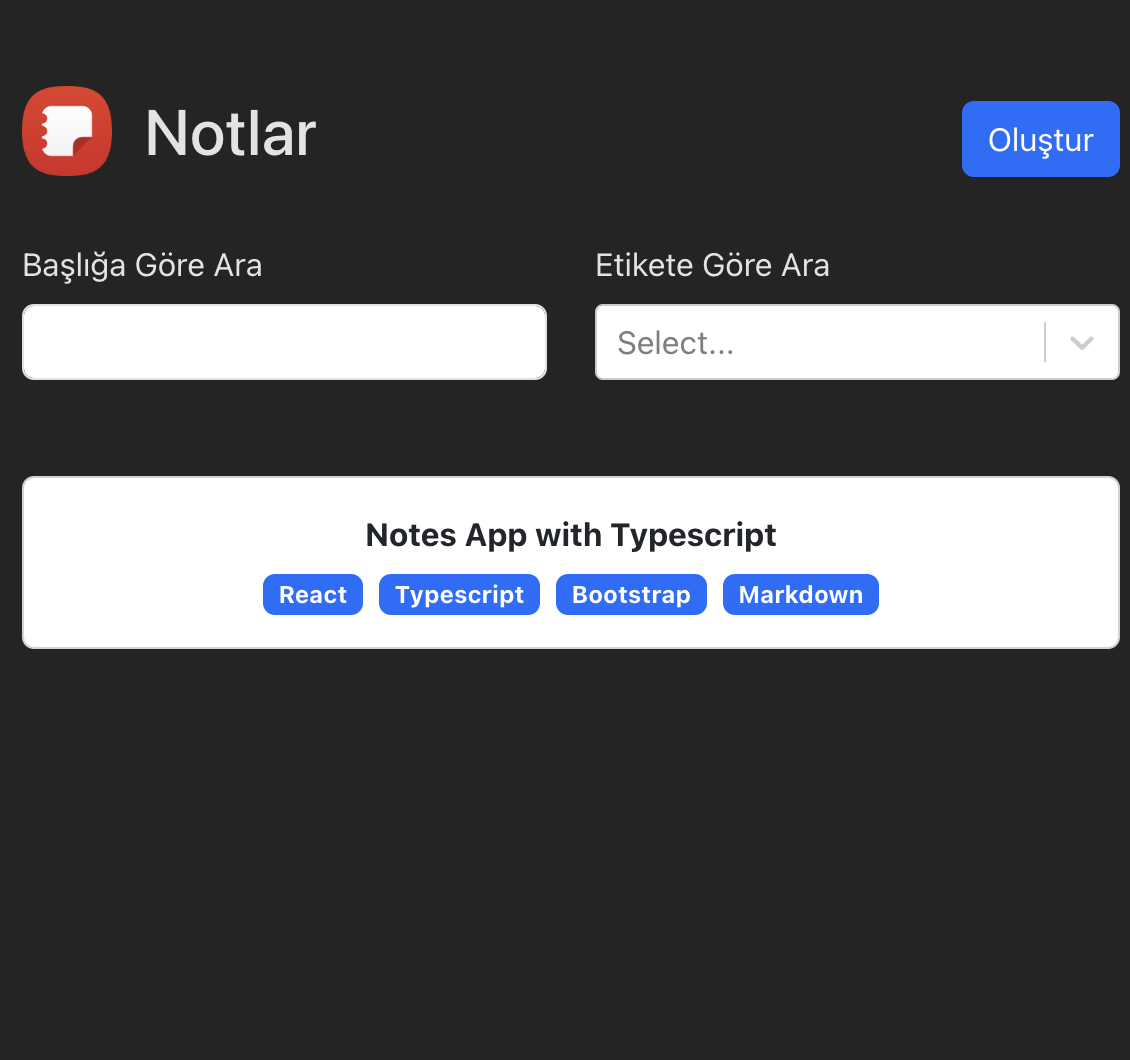 Notlar
Oluştur
Başlığa Göre Ara
Etikete Göre Ara
Select...
Notes App with Typescript
React Typescript Bootstrap Markdown